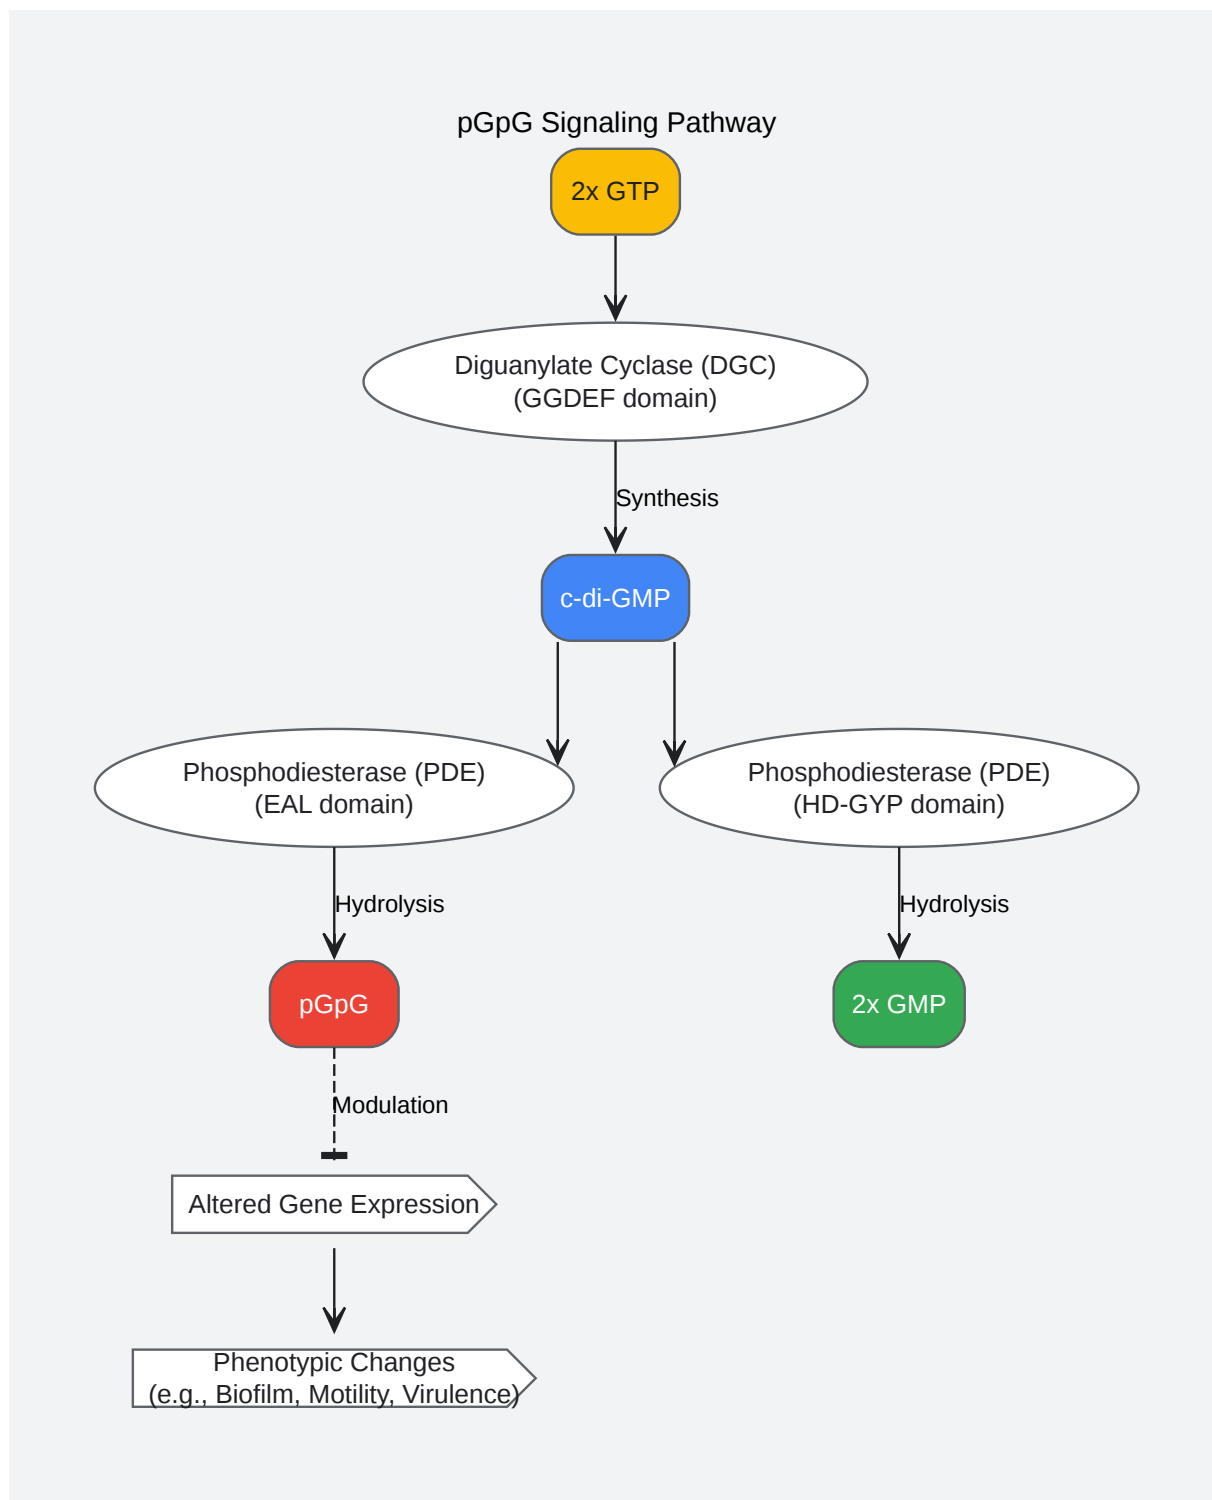 pGpG Signaling Pathway
2x GTP
Diguanylate Cyclase (DGC)
(GGDEF domain)
Synthesis
c-di-GMP
Phosphodiesterase (PDE)
(EAL domain)
Phosphodiesterase (PDE)
(HD-GYP domain)
Hydrolysis
Hydrolysis
pGpG
2x GMP
Modulation
Altered Gene Expression
Phenotypic Changes
(e.g., Biofilm, Motility, Virulence)